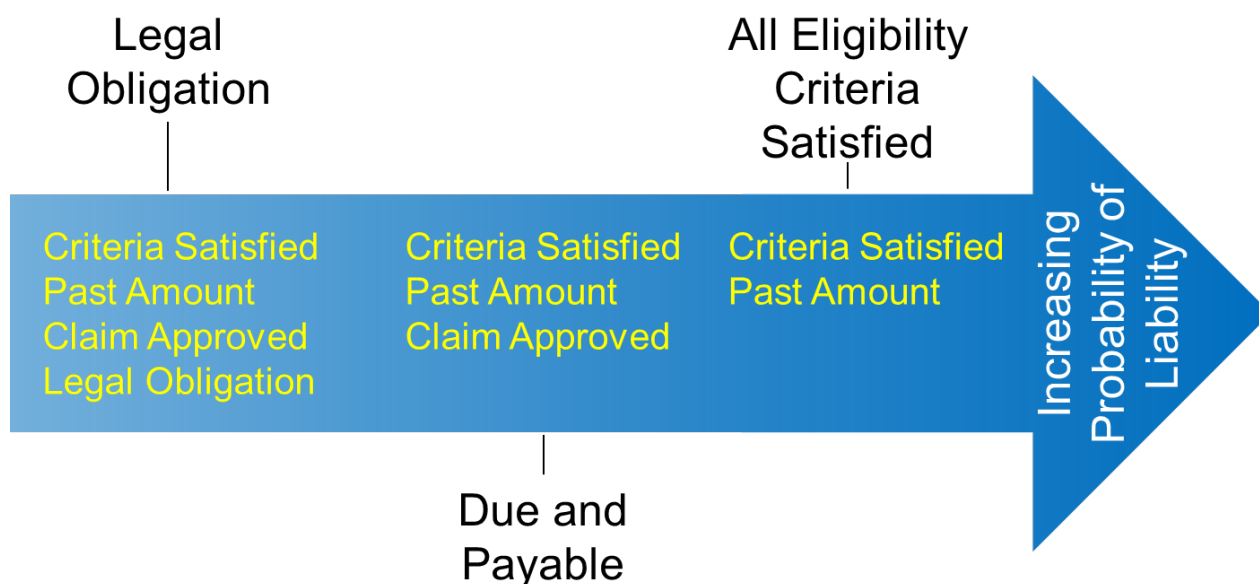 Legal
Obligation
All Eligibility
Criteria
Satisfied
Criteria Satisfied
Past Amount
Claim Approved
Legal Obligation
Criteria Satisfied
Past Amount
Claim Approved
Criteria Satisfied
Past Amount
Increasing
Probability of
Liability
Due and
Payable